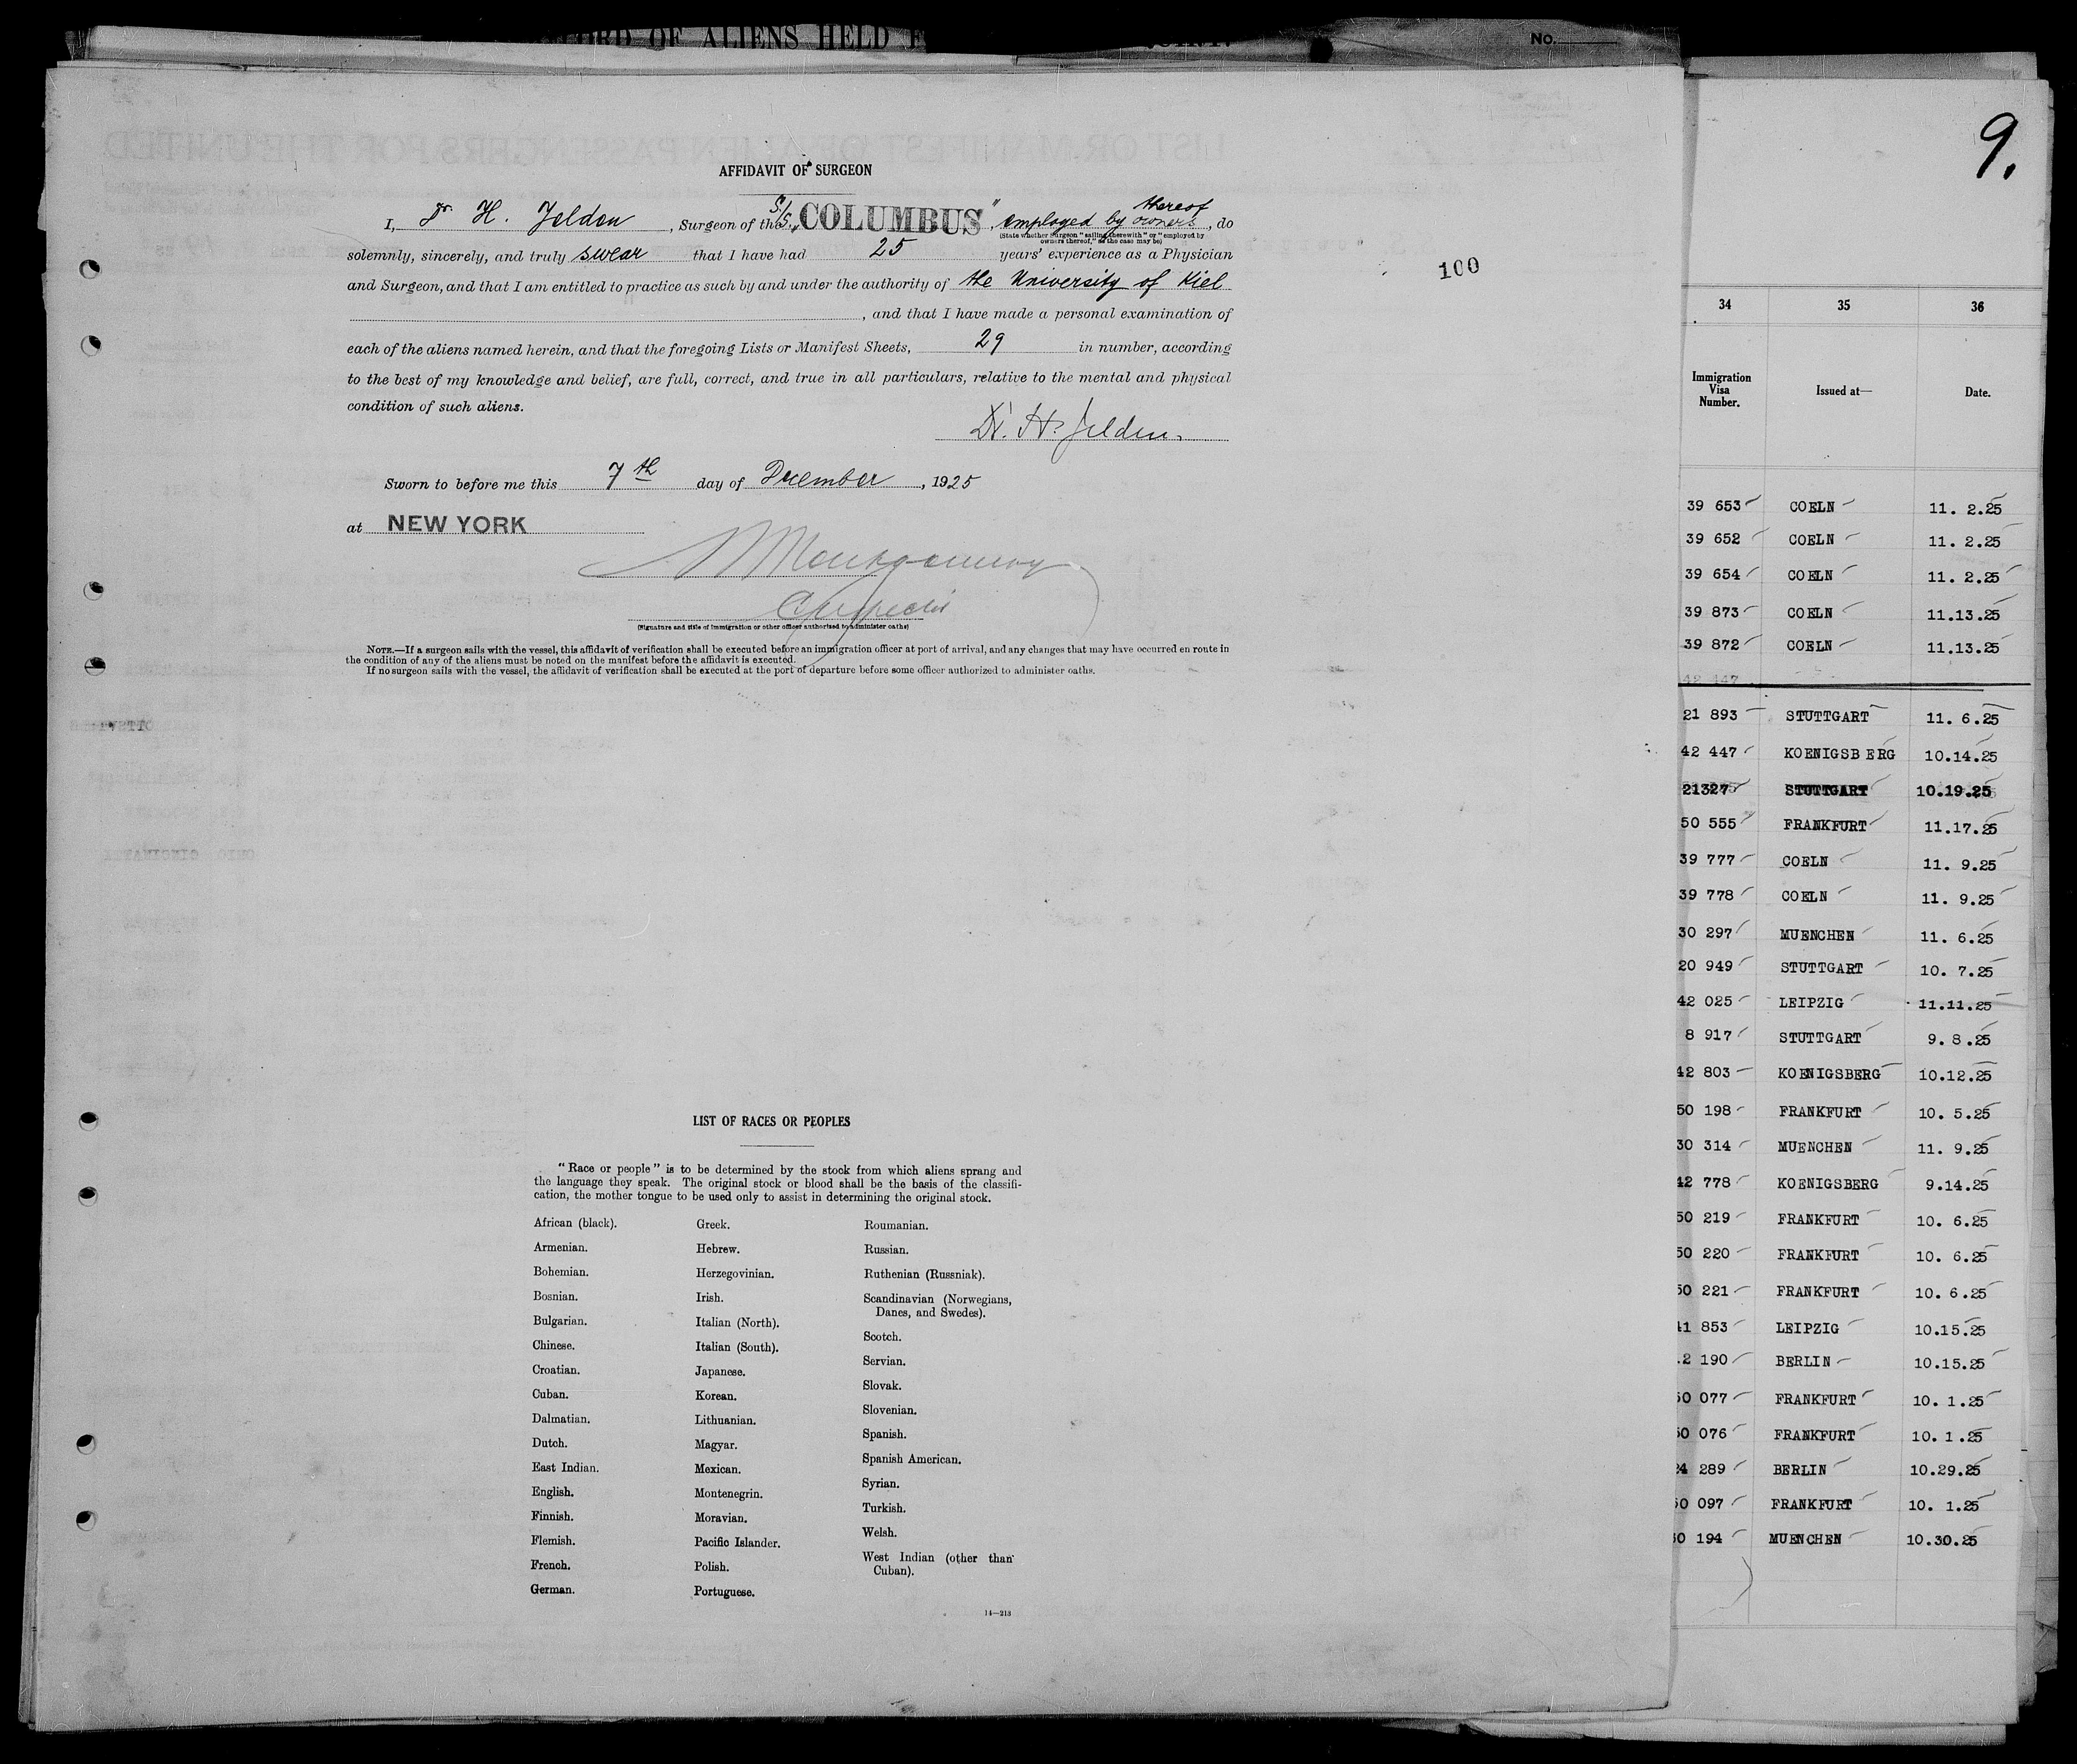 RD OF ALIENS HELD F
No.
9.
AFFIDAVIT OF SURGEON
I, Dr H. Jelden, Surgeon of the S/S. "COLUMBUS", employed by owners thereof, do
(State whether surgeon "sailing therewith" or "employed by
owners thereof," as the case may be)
solemnly, sincerely, and truly swear that I have had 25 years' experience as a Physician
and Surgeon, and that I am entitled to practice as such by and under the authority of the University of Kiel
, and that I have made a personal examination of
each of the aliens named herein, and that the foregoing Lists or Manifest Sheets, 29 in number, according
to the best of my knowledge and belief, are full, correct, and true in all particulars, relative to the mental and physical
condition of such aliens.
Dr. H. Jelden.
Sworn to before me this 7th day of December, 1925
at NEW YORK
Montgomery
(Signature and title of immigration or other officer authorized to administer oaths)
NOTE.—If a surgeon sails with the vessel, this affidavit of verification shall be executed before an immigration officer at port of arrival, and any changes that may have occurred en route in
the condition of any of the aliens must be noted on the manifest before the affidavit is executed.
If no surgeon sails with the vessel, the affidavit of verification shall be executed at the port of departure before some officer authorized to administer oaths.
100
LIST OF RACES OR PEOPLES
"Race or people" is to be determined by the stock from which aliens sprang and
the language they speak. The original stock or blood shall be the basis of the classifi-
cation, the mother tongue to be used only to assist in determining the original stock.
African (black).
Armenian.
Bohemian.
Bosnian.
Bulgarian.
Chinese.
Croatian.
Cuban.
Dalmatian.
Dutch.
East Indian.
English.
Finnish.
Flemish.
French.
German.
Greek.
Hebrew.
Herzegovinian.
Irish.
Italian (North).
Italian (South).
Japanese.
Korean.
Lithuanian.
Magyar.
Mexican.
Montenegrin.
Moravian.
Pacific Islander.
Polish.
Portuguese.
Roumanian.
Russian.
Ruthenian (Russniak).
Scandinavian (Norwegians,
Danes, and Swedes).
Scotch.
Servian.
Slovak.
Slovenian.
Spanish.
Spanish American.
Syrian.
Turkish.
Welsh.
West Indian (other than
Cuban).
14—213
34 35 36
Immigration
Visa
Number.
Issued at—
Date.
39 653 COELN 11. 2.25
39 652 COELN 11. 2.25
39 654 COELN 11. 2.25
39 873 COELN 11.13.25
39 872 COELN 11.13.25
42 447
21 893 STUTTGART 11. 6.25
42 447 KOENIGSBERG 10.14.25
21327 STUTTGART 10.19.25
50 555 FRANKFURT 11.17.25
39 777 COELN 11. 9.25
39 778 COELN 11. 9.25
30 297 MUENCHEN 11. 6.25
20 949 STUTTGART 10. 7.25
42 025 LEIPZIG 11.11.25
8 917 STUTTGART 9. 8.25
42 803 KOENIGSBERG 10.12.25
50 198 FRANKFURT 10. 5.25
30 314 MUENCHEN 11. 9.25
42 778 KOENIGSBERG 9.14.25
50 219 FRANKFURT 10. 6.25
50 220 FRANKFURT 10. 6.25
50 221 FRANKFURT 10. 6.25
41 853 LEIPZIG 10.15.25
2 190 BERLIN 10.15.25
50 077 FRANKFURT 10. 1.25
50 076 FRANKFURT 10. 1.25
24 289 BERLIN 10.29.25
50 097 FRANKFURT 10. 1.25
30 194 MUENCHEN 10.30.25